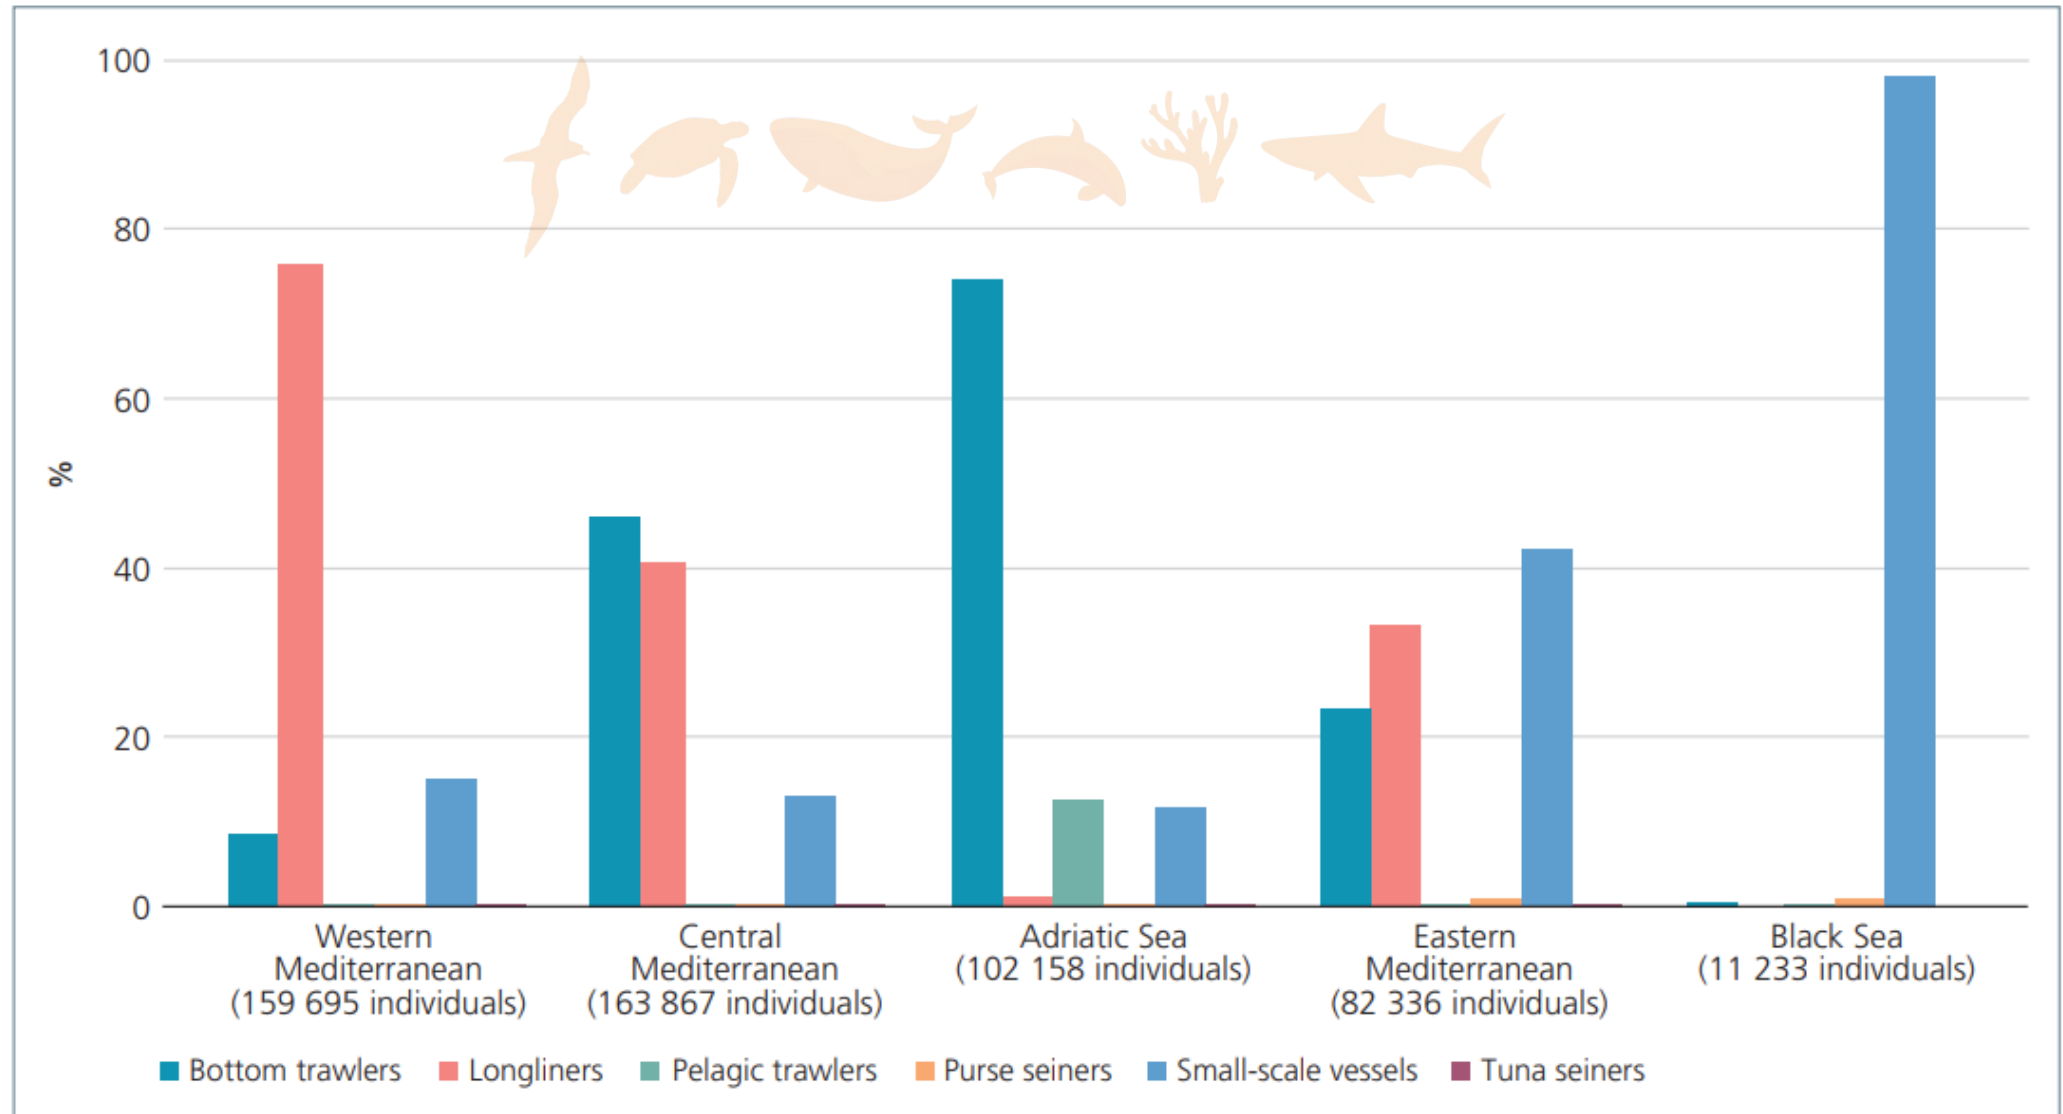 100
80
60
40
20
0
%
Western
Mediterranean
(159 695 individuals)
Central
Mediterranean
(163 867 individuals)
Adriatic Sea
(102 158 individuals)
Eastern
Mediterranean
(82 336 individuals)
Black Sea
(11 233 individuals)
Bottom trawlers Longliners Pelagic trawlers Purse seiners Small-scale vessels Tuna seiners